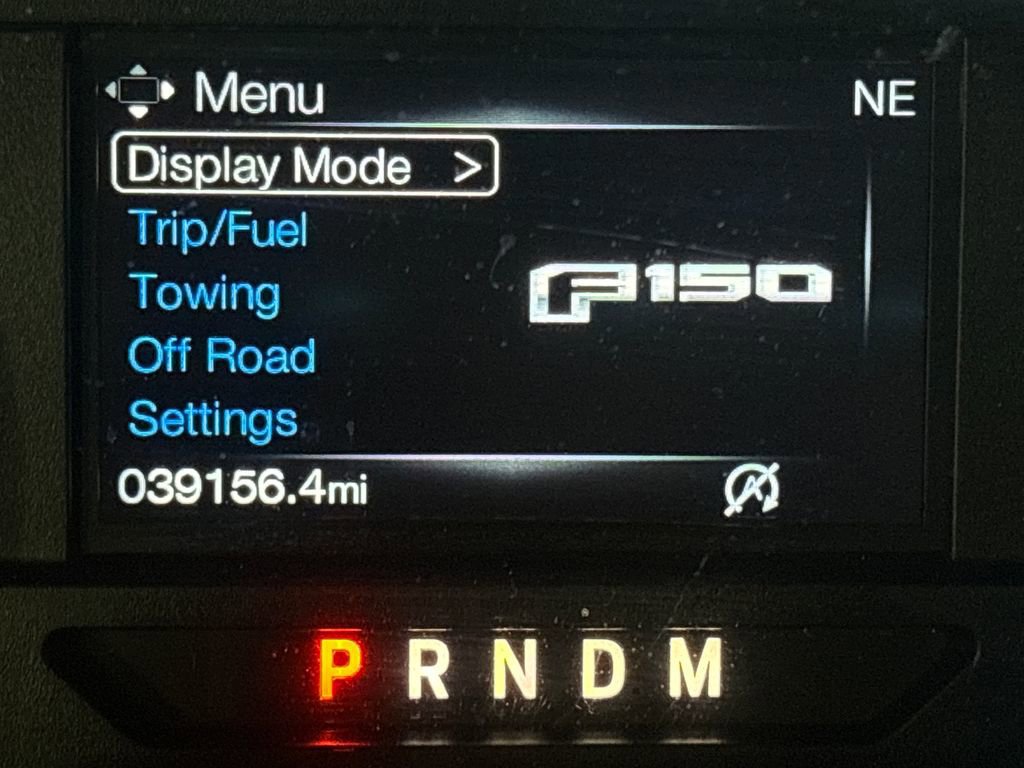 Menu NE
Display Mode >
Trip/Fuel
Towing
F150
Off Road
Settings
039156.4mi
A
P R N D M